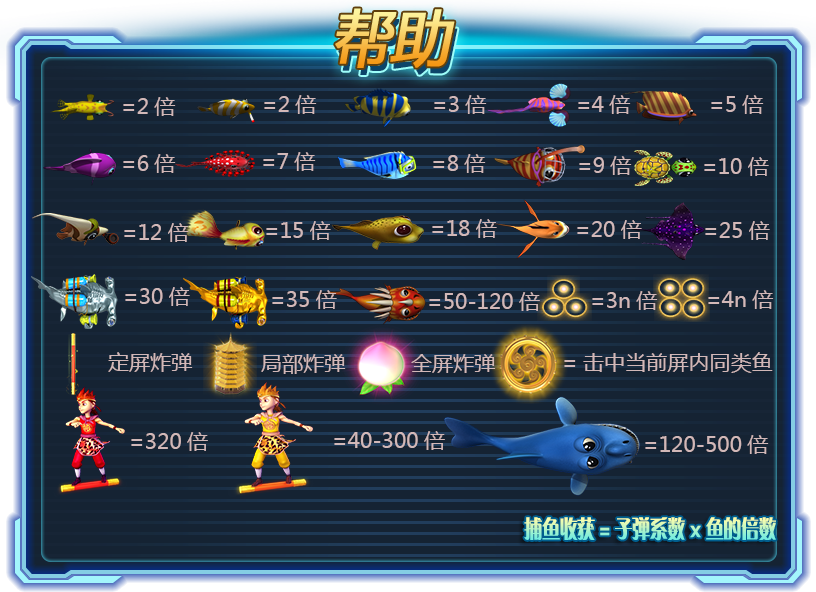 帮助
=2 倍 =2 倍 =3 倍 =4 倍 =5 倍
=6 倍 =7 倍 =8 倍 =9 倍 =10 倍
=12 倍 =15 倍 =18 倍 =20 倍 =25 倍
=30 倍 =35 倍 =50-120 倍 =3n 倍 =4n 倍
定屏炸弹 局部炸弹 全屏炸弹 = 击中当前屏内同类鱼
=320 倍 =40-300 倍 =120-500 倍
捕鱼收获 = 子弹系数 x 鱼的倍数